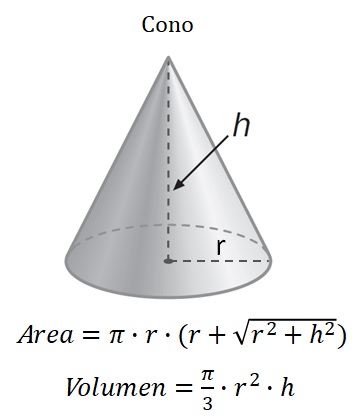 Cono
h
r
Area = π · r · (r + √(r² + h²))
Volumen = π/3 · r² · h